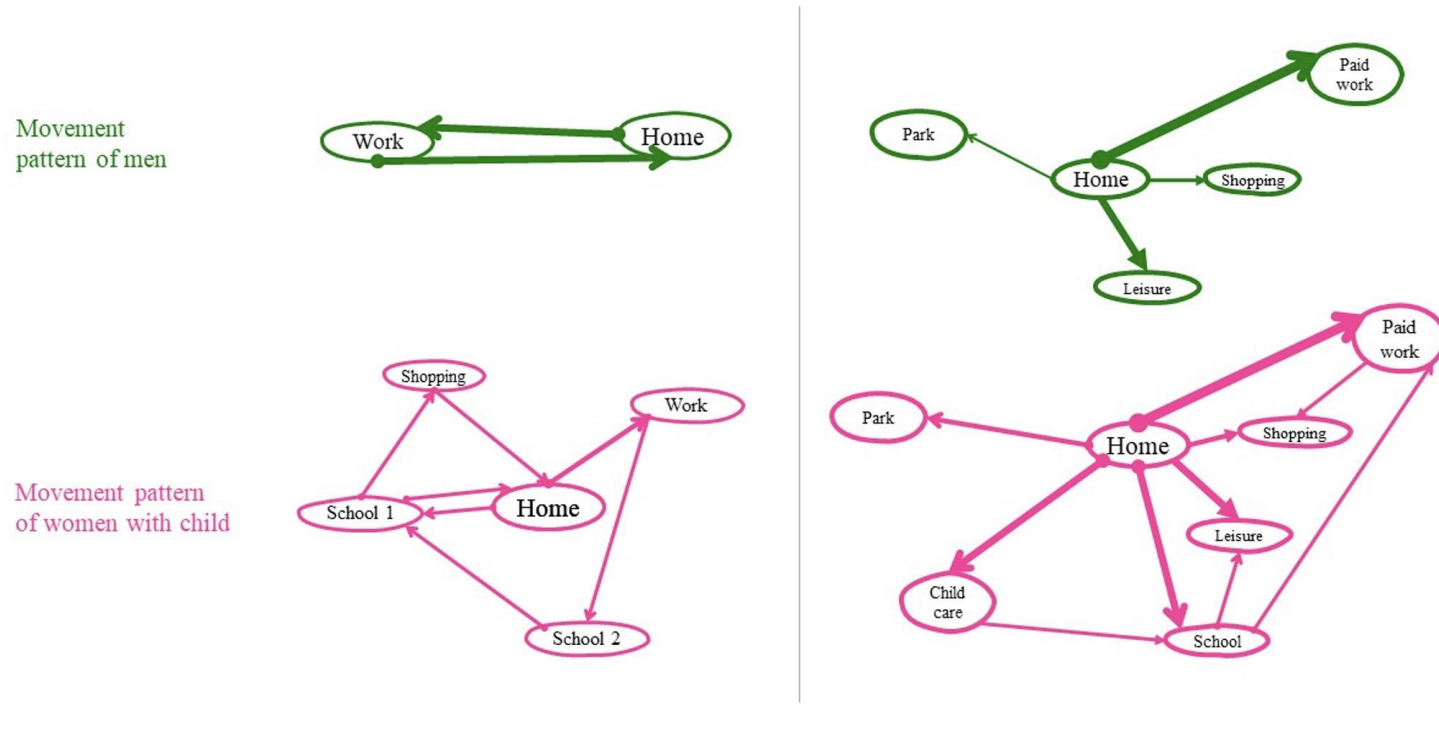 Movement
pattern of men
Work
Home
Paid
work
Park
Home
Shopping
Leisure
Movement pattern
of women with child
Shopping
Work
School 1
Home
School 2
Paid
work
Park
Home
Shopping
Leisure
Child
care
School